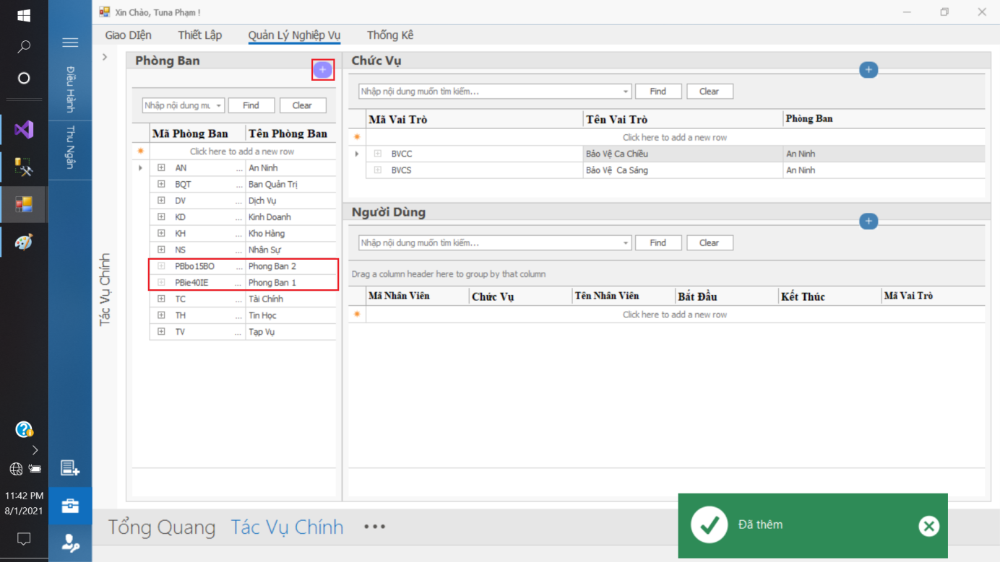 Xin Chào, Tuna Phạm !
Giao DIện Thiết Lập Quản Lý Nghiệp Vụ Thống Kê
Điều Hành
Thu Ngân
Tác Vụ Chính
Phòng Ban
+
Nhập nội dung mu Find Clear
Mã Phòng Ban Tên Phòng Ban
Click here to add a new row
AN ... An Ninh
BQT ... Ban Quản Trị
DV ... Dịch Vụ
KD ... Kinh Doanh
KH ... Kho Hàng
NS ... Nhân Sự
PBbo15BO ... Phong Ban 2
PBie40IE ... Phong Ban 1
TC ... Tài Chính
TH ... Tin Học
TV ... Tạp Vụ
Chức Vụ
+
Nhập nội dung muốn tìm kiếm... Find Clear
Mã Vai Trò Tên Vai Trò Phòng Ban
Click here to add a new row
BVCC Bảo Vệ Ca Chiều An Ninh
BVCS Bảo Vệ Ca Sáng An Ninh
Người Dùng
+
Nhập nội dung muốn tìm kiếm... Find Clear
Drag a column header here to group by that column
Mã Nhân Viên Chức Vụ Tên Nhân Viên Bắt Đầu Kết Thúc Mã Vai Trò
Click here to add a new row
11:42 PM
8/1/2021
Tổng Quang Tác Vụ Chính •••
Đã thêm